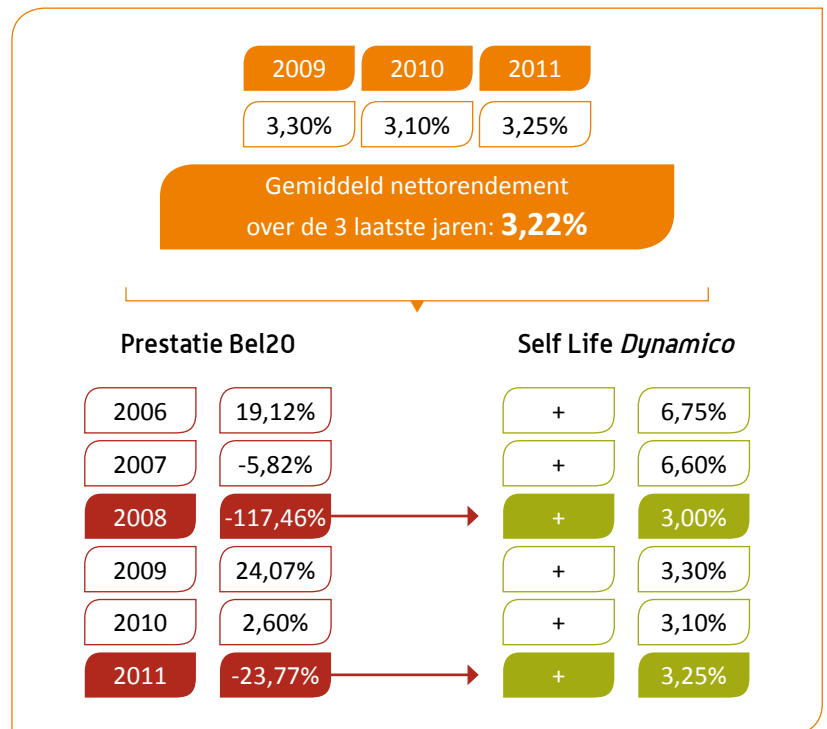 2009 2010 2011
3,30% 3,10% 3,25%
Gemiddeld nettorendement
over de 3 laatste jaren: 3,22%
Prestatie Bel20 Self Life Dynamico
2006 19,12% + 6,75%
2007 -5,82% + 6,60%
2008 -117,46% + 3,00%
2009 24,07% + 3,30%
2010 2,60% + 3,10%
2011 -23,77% + 3,25%